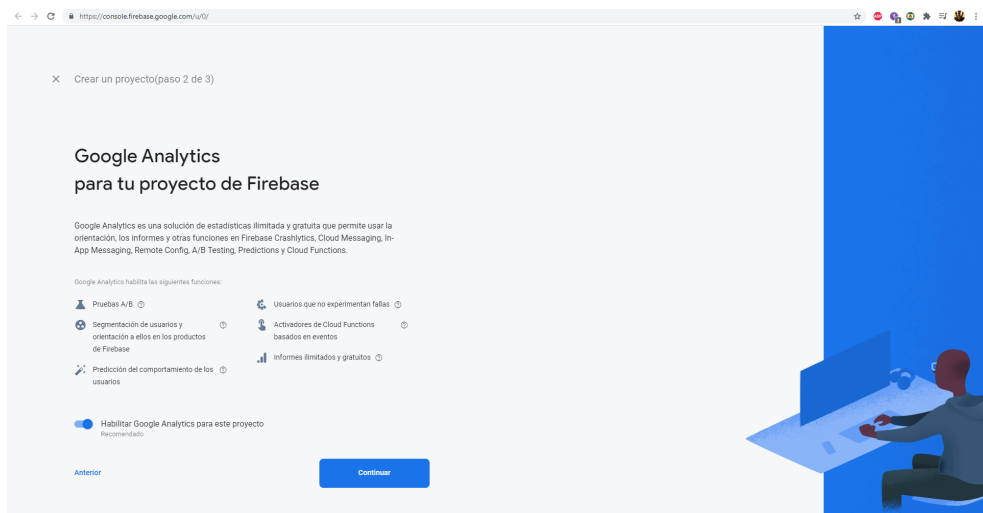 https://console.firebase.google.com/u/0/
Crear un proyecto(paso 2 de 3)
Google Analytics
para tu proyecto de Firebase
Google Analytics es una solución de estadísticas ilimitada y gratuita que permite usar la
orientación, los informes y otras funciones en Firebase Crashlytics, Cloud Messaging, In-
App Messaging, Remote Config, A/B Testing, Predictions y Cloud Functions.
Google Analytics habilita las siguientes funciones:
Pruebas A/B
Segmentación de usuarios y
orientación a ellos en los productos
de Firebase
Predicción del comportamiento de los
usuarios
Usuarios que no experimentan fallas
Activadores de Cloud Functions
basados en eventos
Informes ilimitados y gratuitos
Habilitar Google Analytics para este proyecto
Recomendado
Anterior
Continuar